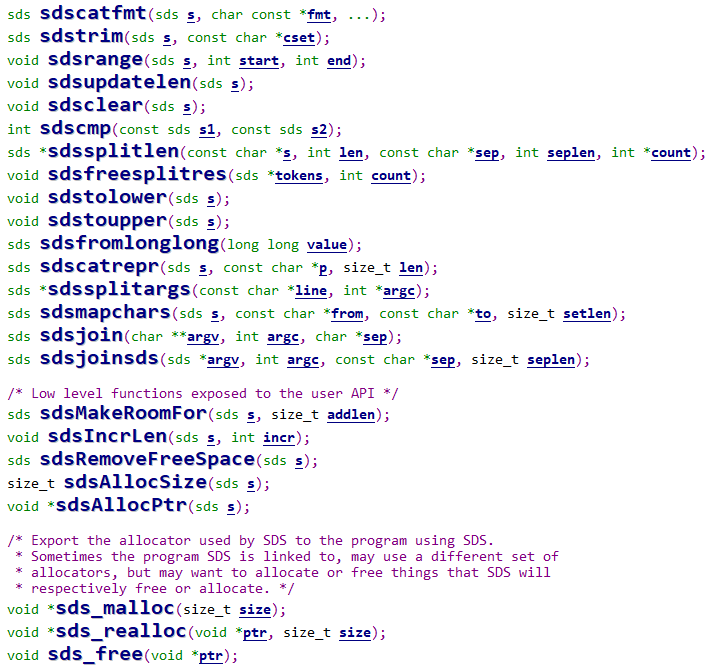 sds sdscatfmt(sds s, char const *fmt, ...);
sds sdstrim(sds s, const char *cset);
void sdsrange(sds s, int start, int end);
void sdsupdatelen(sds s);
void sdsclear(sds s);
int sdscmp(const sds s1, const sds s2);
sds *sdssplitlen(const char *s, int len, const char *sep, int seplen, int *count);
void sdsfreesplitres(sds *tokens, int count);
void sdstolower(sds s);
void sdstoupper(sds s);
sds sdsfromlonglong(long long value);
sds sdscatrepr(sds s, const char *p, size_t len);
sds *sdssplitargs(const char *line, int *argc);
sds sdsmapchars(sds s, const char *from, const char *to, size_t setlen);
sds sdsjoin(char **argv, int argc, char *sep);
sds sdsjoinsds(sds *argv, int argc, const char *sep, size_t seplen);

/* Low level functions exposed to the user API */
sds sdsMakeRoomFor(sds s, size_t addlen);
void sdsIncrLen(sds s, int incr);
sds sdsRemoveFreeSpace(sds s);
size_t sdsAllocSize(sds s);
void *sdsAllocPtr(sds s);

/* Export the allocator used by SDS to the program using SDS.
 * Sometimes the program SDS is linked to, may use a different set of
 * allocators, but may want to allocate or free things that SDS will
 * respectively free or allocate. */
void *sds_malloc(size_t size);
void *sds_realloc(void *ptr, size_t size);
void sds_free(void *ptr);